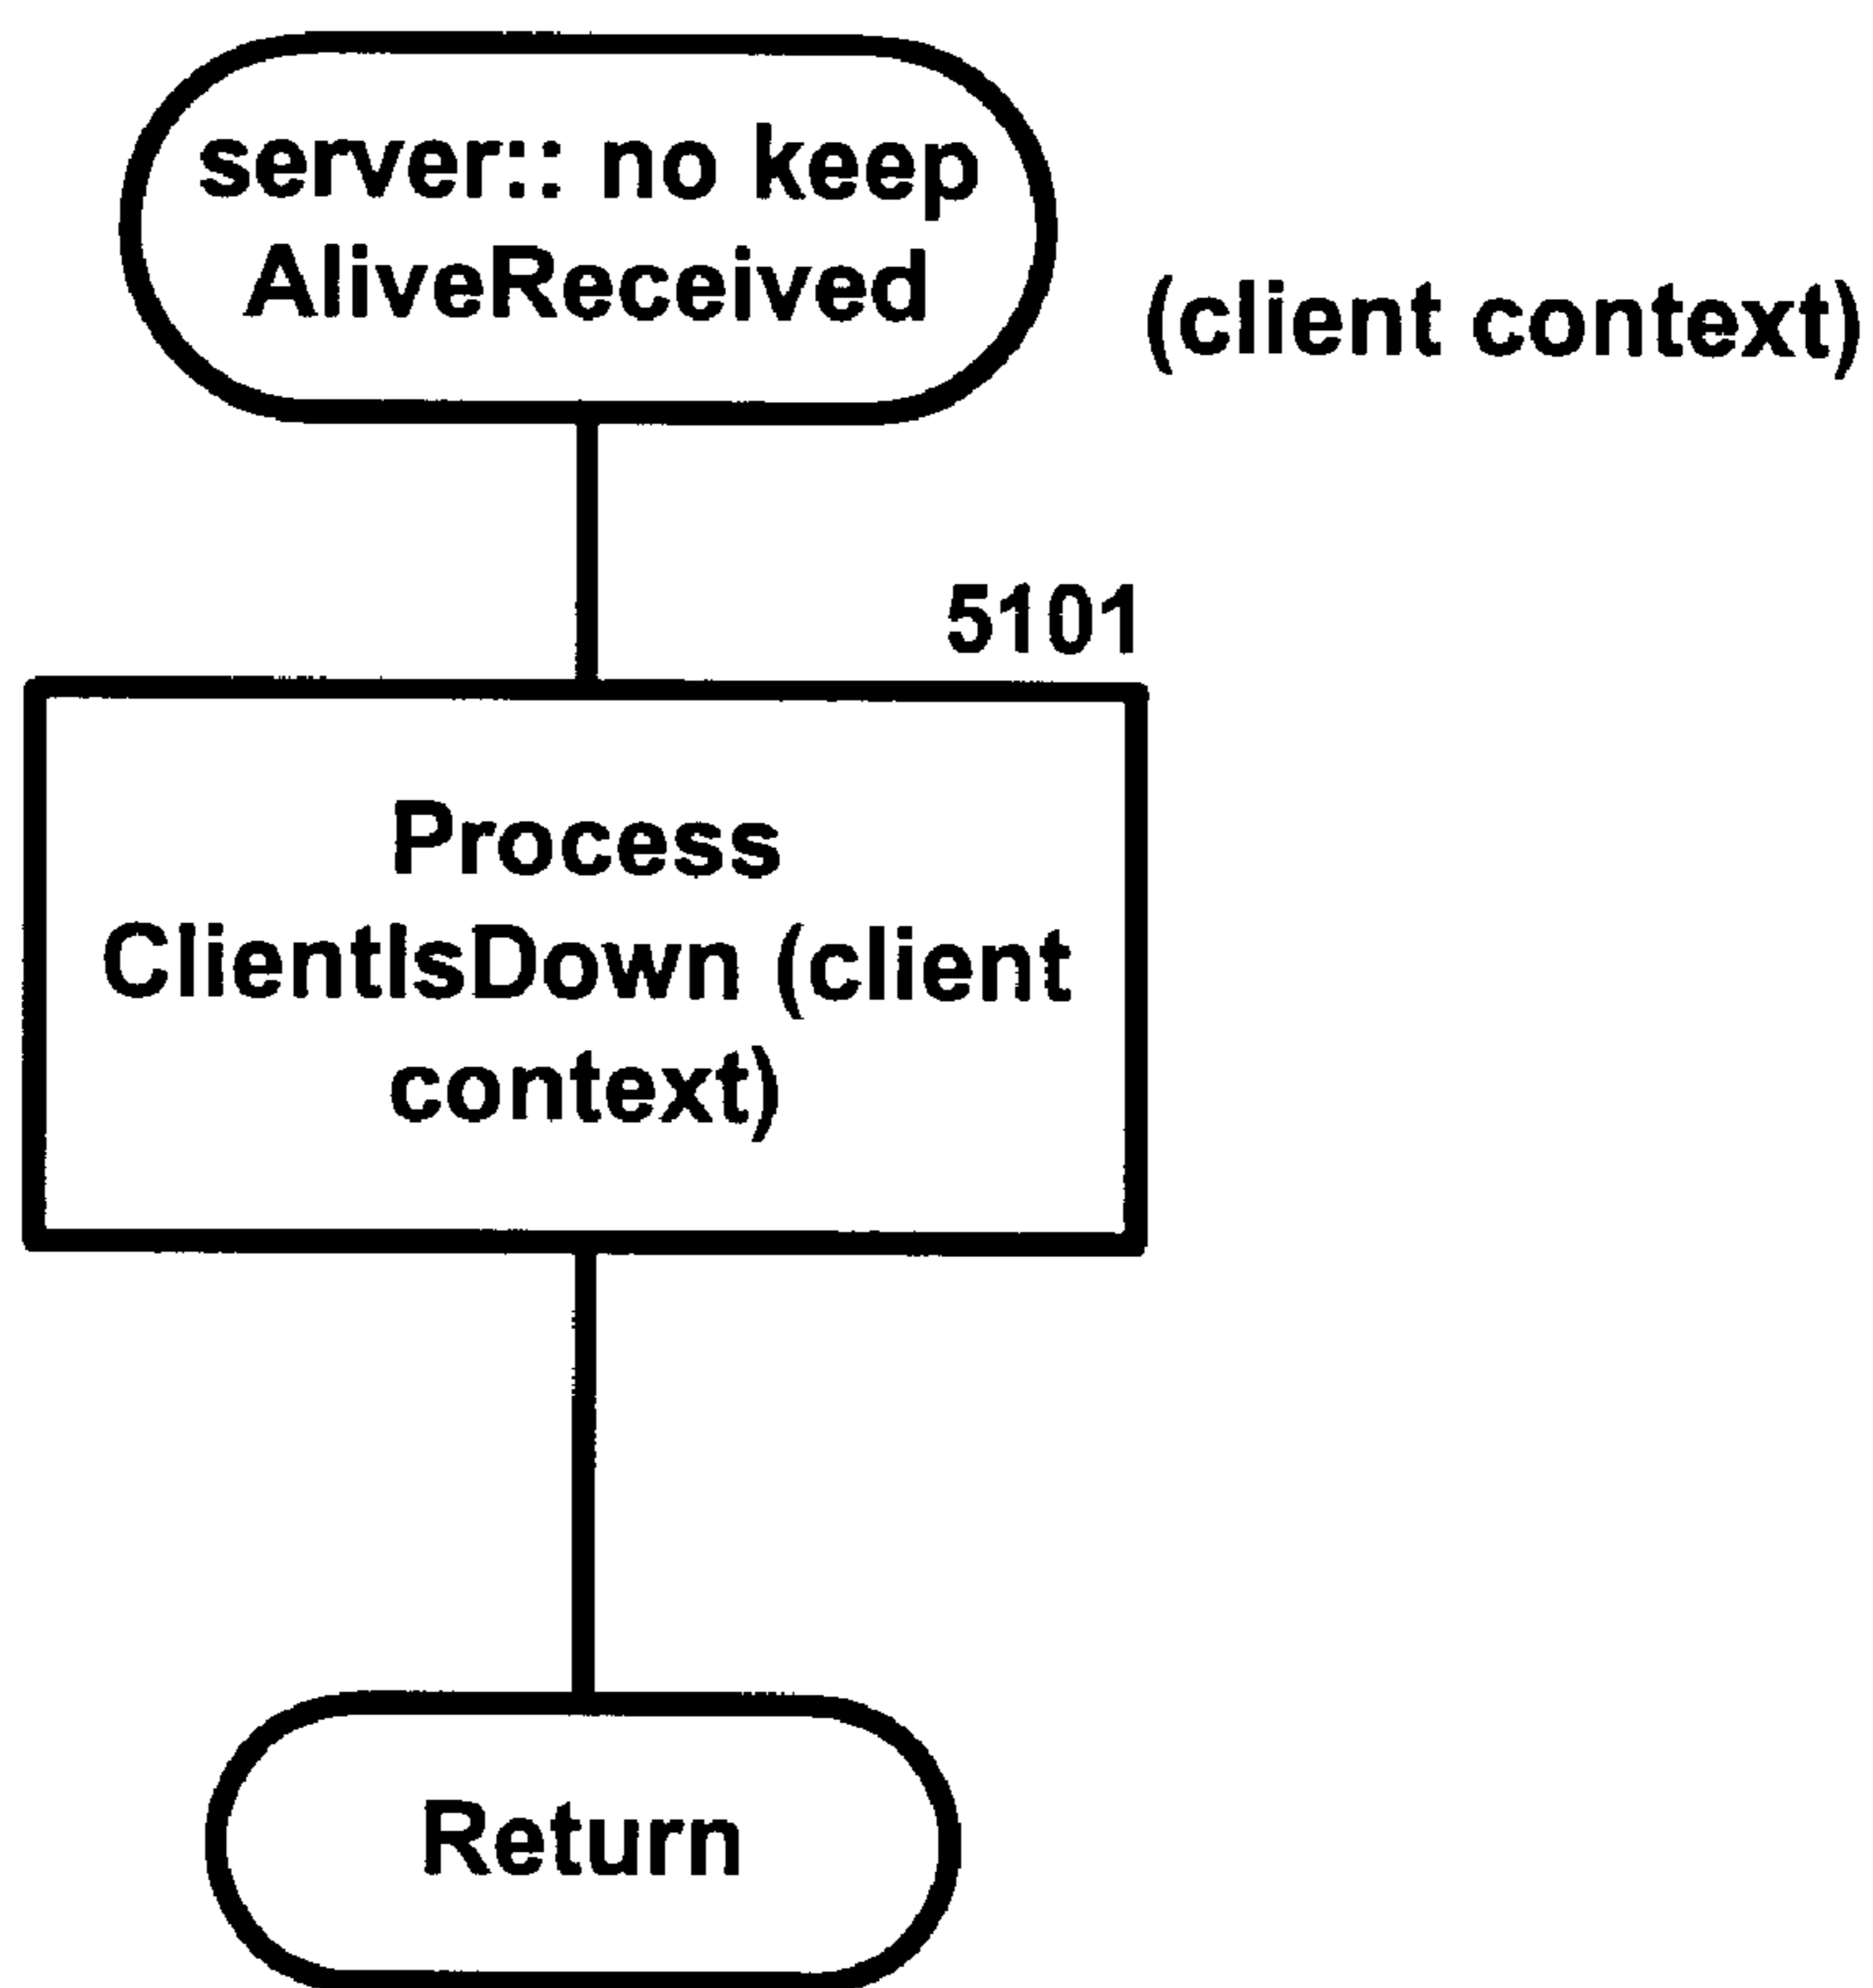 server:: no keep
AliveReceived
(client context)
5101
Process
ClientIsDown (client
context)
Return